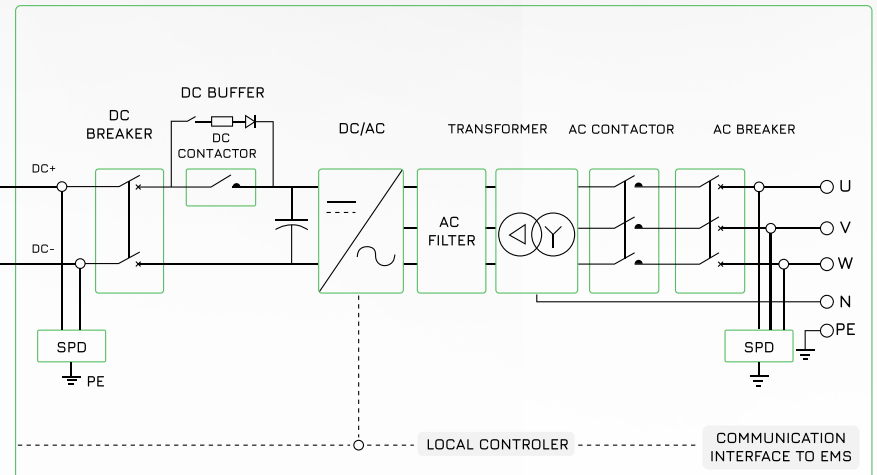 DC BUFFER
DC
BREAKER
DC
CONTACTOR
DC/AC
TRANSFORMER
AC CONTACTOR
AC BREAKER
DC+
DC-
AC
FILTER
U
V
W
N
PE
SPD
PE
SPD
LOCAL CONTROLER
COMMUNICATION
INTERFACE TO EMS